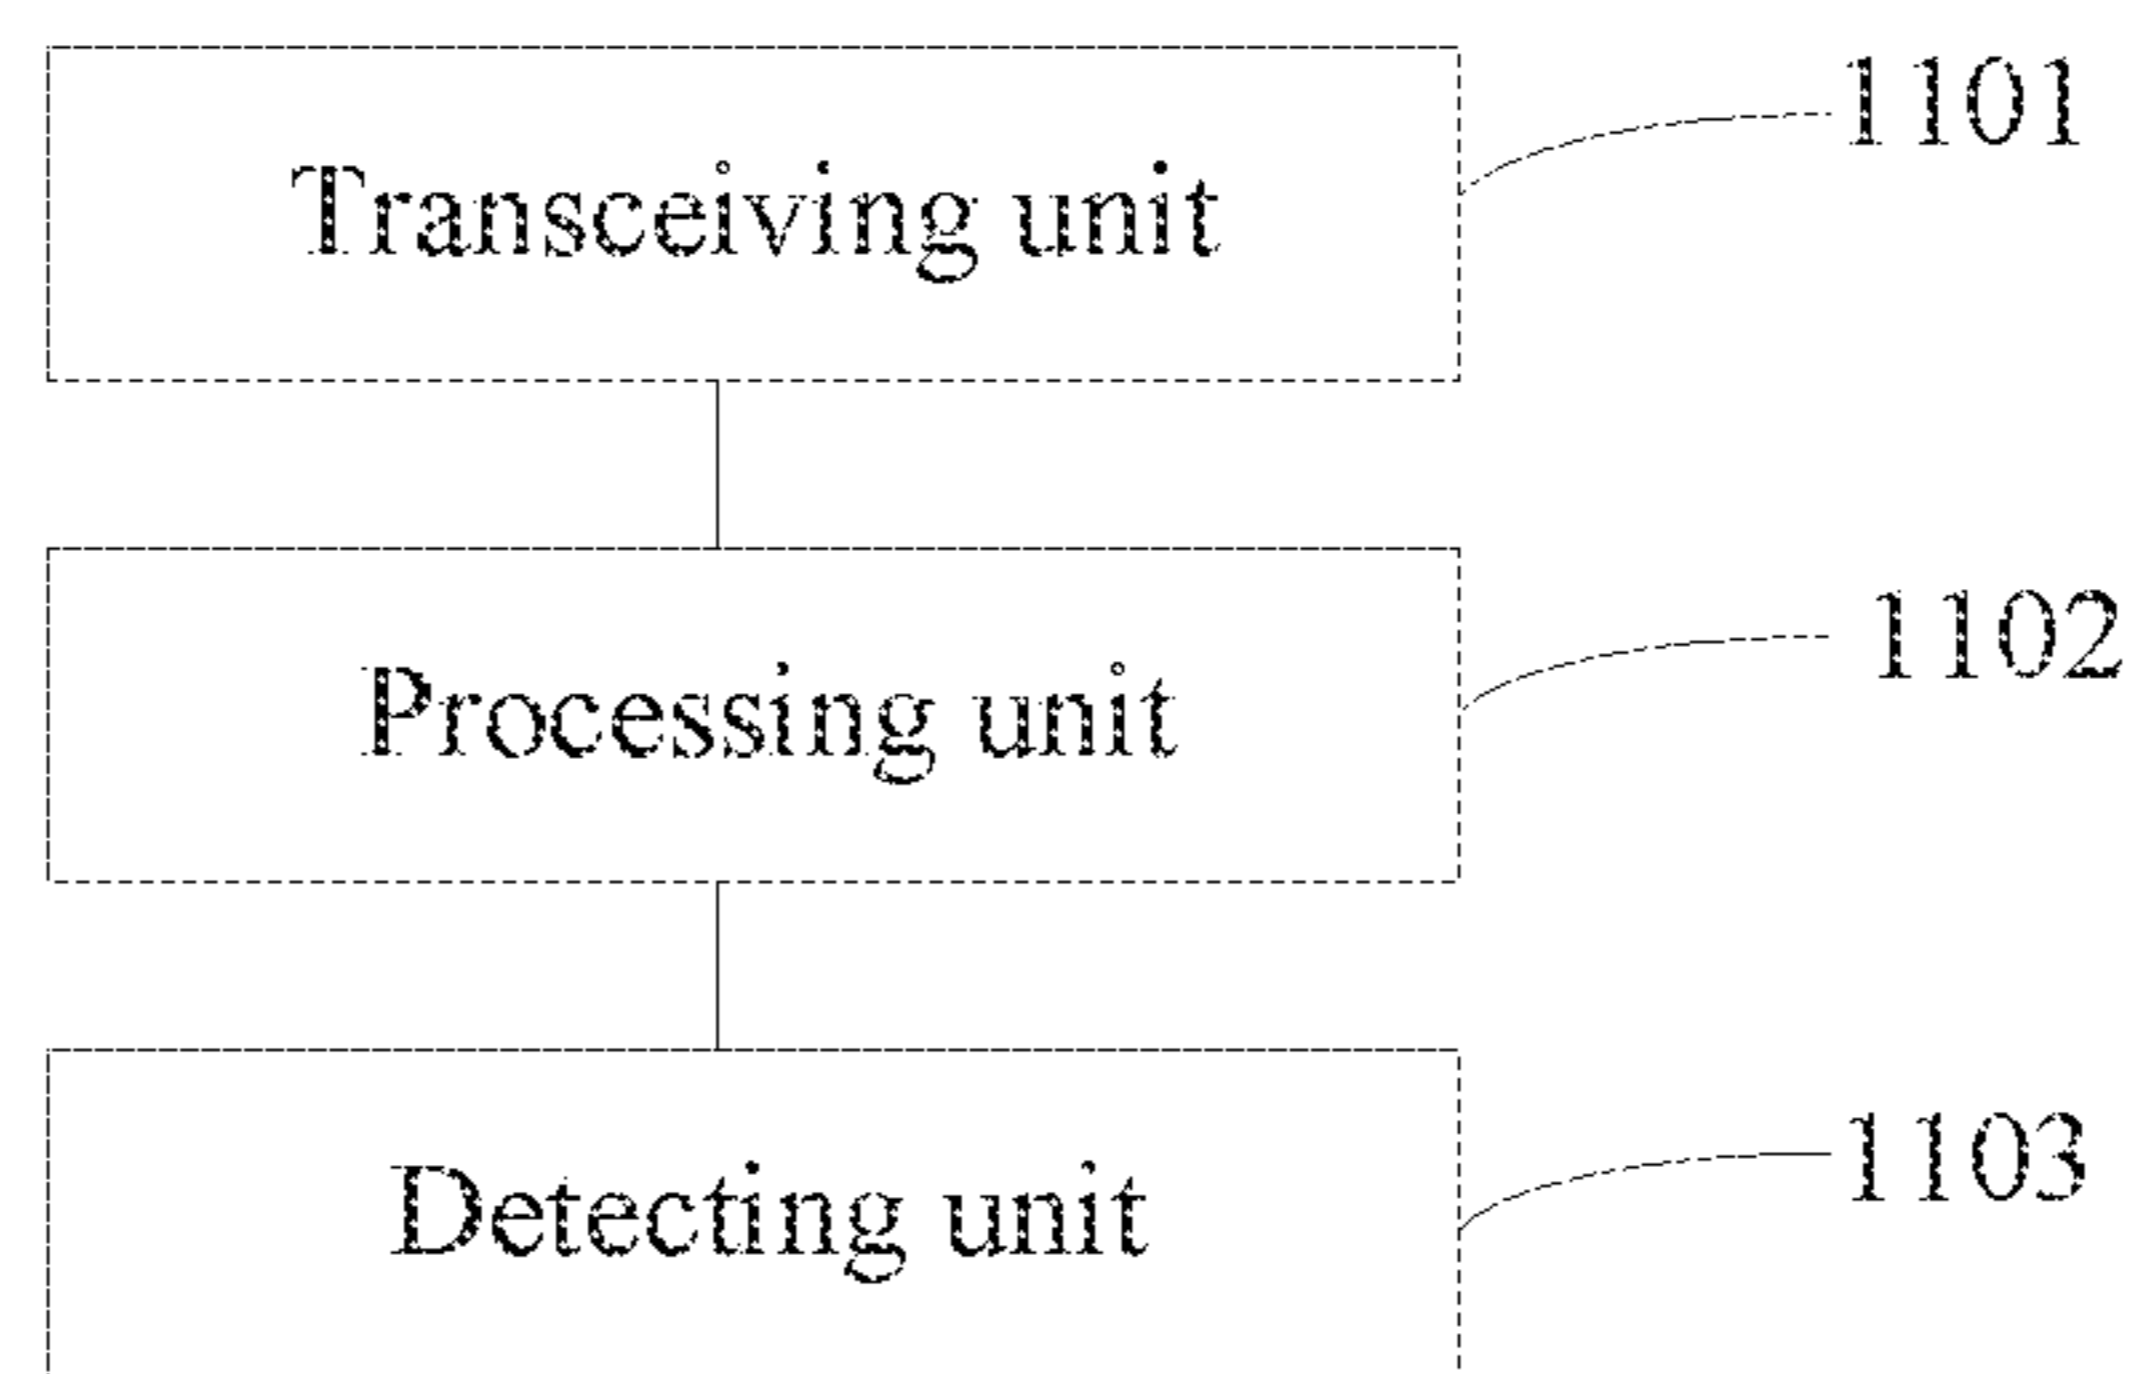 Transceiving unit
1101
Processing unit
1102
Detecting unit
1103